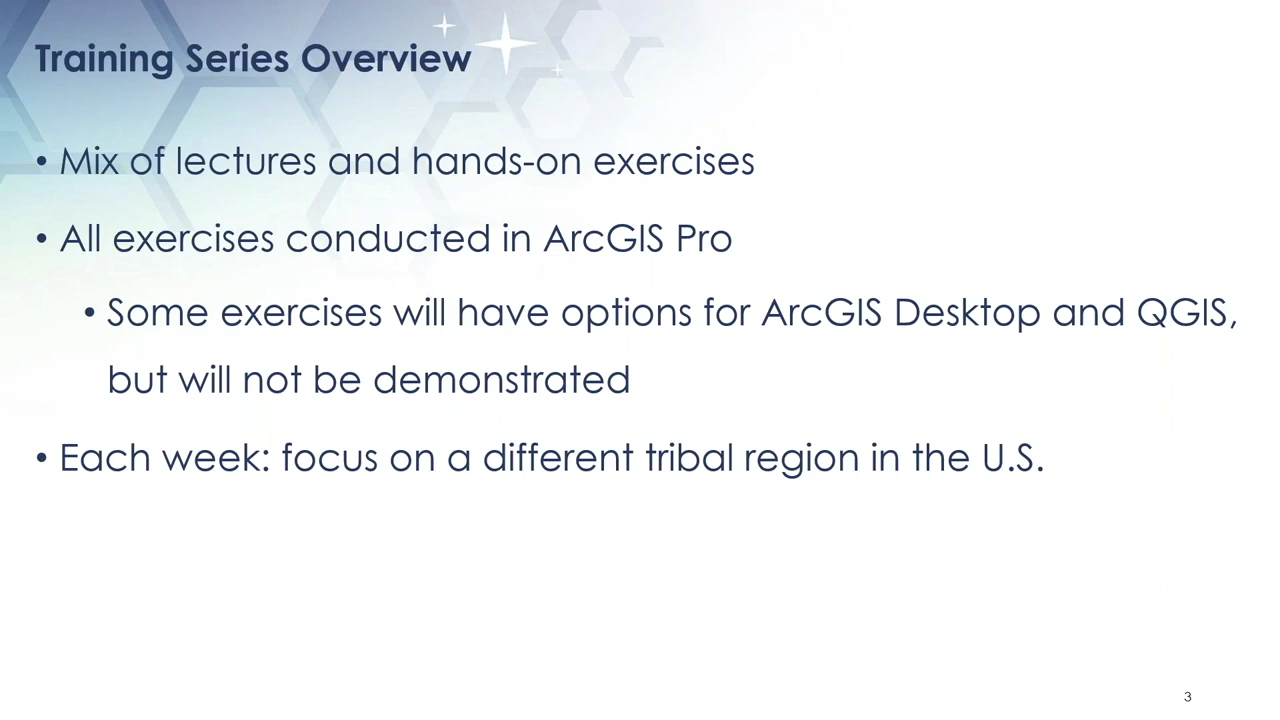 Training Series Overview
• Mix of lectures and hands-on exercises
• All exercises conducted in ArcGIS Pro
• Some exercises will have options for ArcGIS Desktop and QGIS,
but will not be demonstrated
• Each week: focus on a different tribal region in the U.S.
3